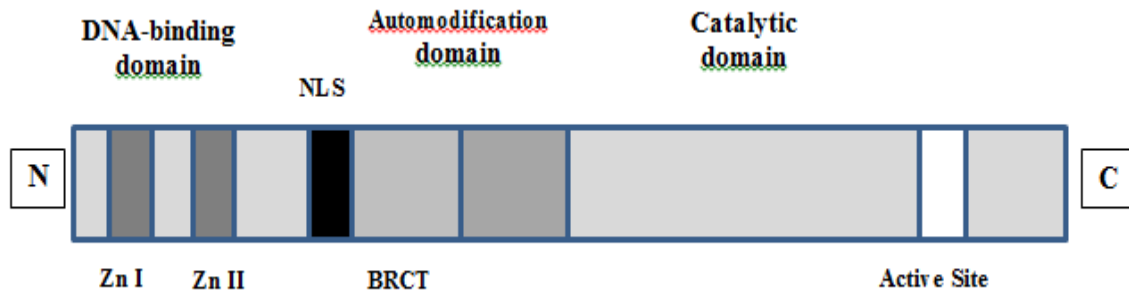 DNA-binding
domain
Automodification
domain
Catalytic
domain
NLS
N
C
Zn I
Zn II
BRCT
Active Site